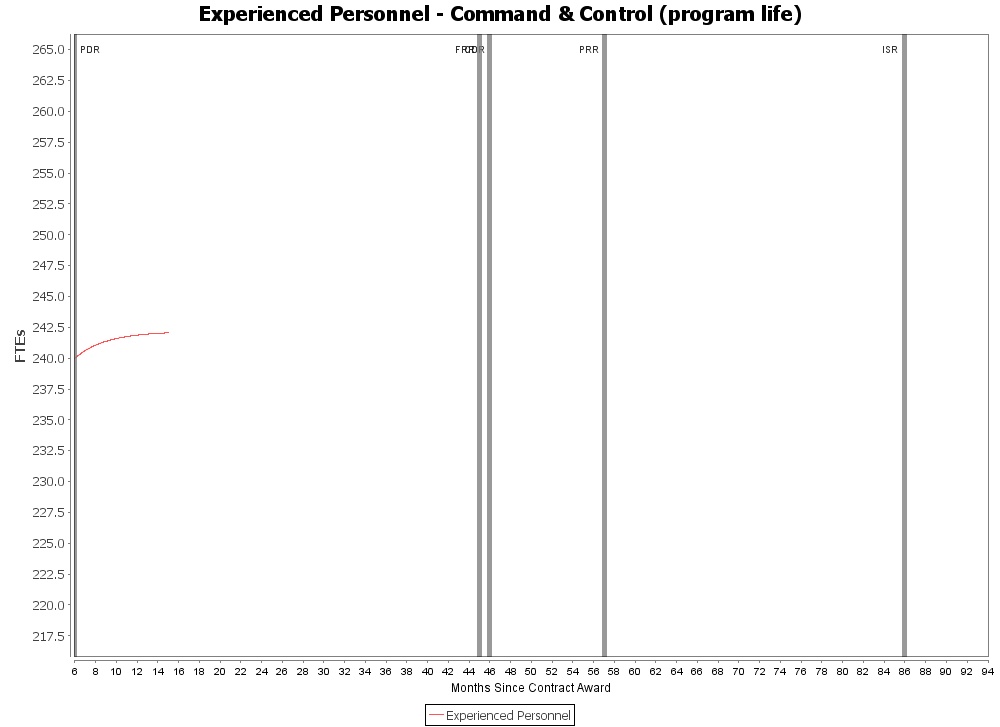 Experienced Personnel - Command & Control (program life)
PDR
PRR
ISR
265.0
262.5
260.0
257.5
255.0
252.5
250.0
247.5
245.0
242.5
240.0
237.5
235.0
232.5
230.0
227.5
225.0
222.5
220.0
217.5
FTEs
6 8 10 12 14 16 18 20 22 24 26 28 30 32 34 36 38 40 42 44 46 48 50 52 54 56 58 60 62 64 66 68 70 72 74 76 78 80 82 84 86 88 90 92 94
Months Since Contract Award
Experienced Personnel